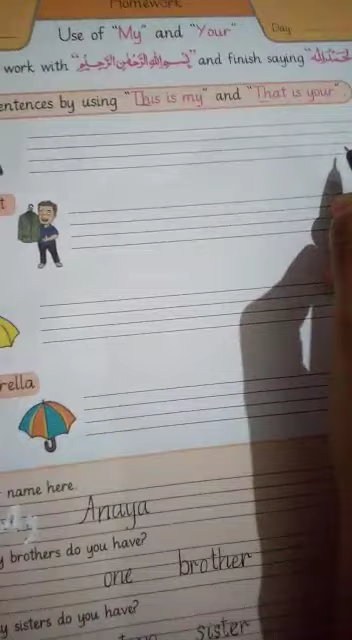 Homework
Use of "My" and "Your"
Day
work with "بِسْمِ اللهِ الرَّحْمٰنِ الرَّحِيْمِ" and finish saying "اَلْحَمْدُلِلّٰه
entences by using "This is my" and "That is your".
t
rella
name here.
Anaya
y brothers do you have?
one brother
y sisters do you have?
sister